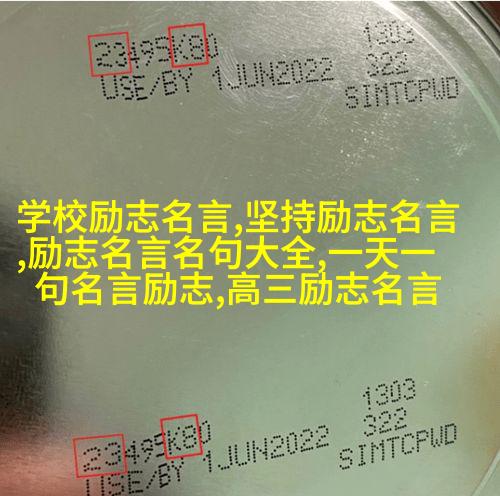 23495K80
1303
USE/BY 1JUN2022
322
SIMTCPWD
学校励志名言,坚持励志名言
,励志名言名句大全,一天一
句名言励志,高三励志名言
23495K80
1303
USE/BY 1JUN2022
322
SIMTCPWD